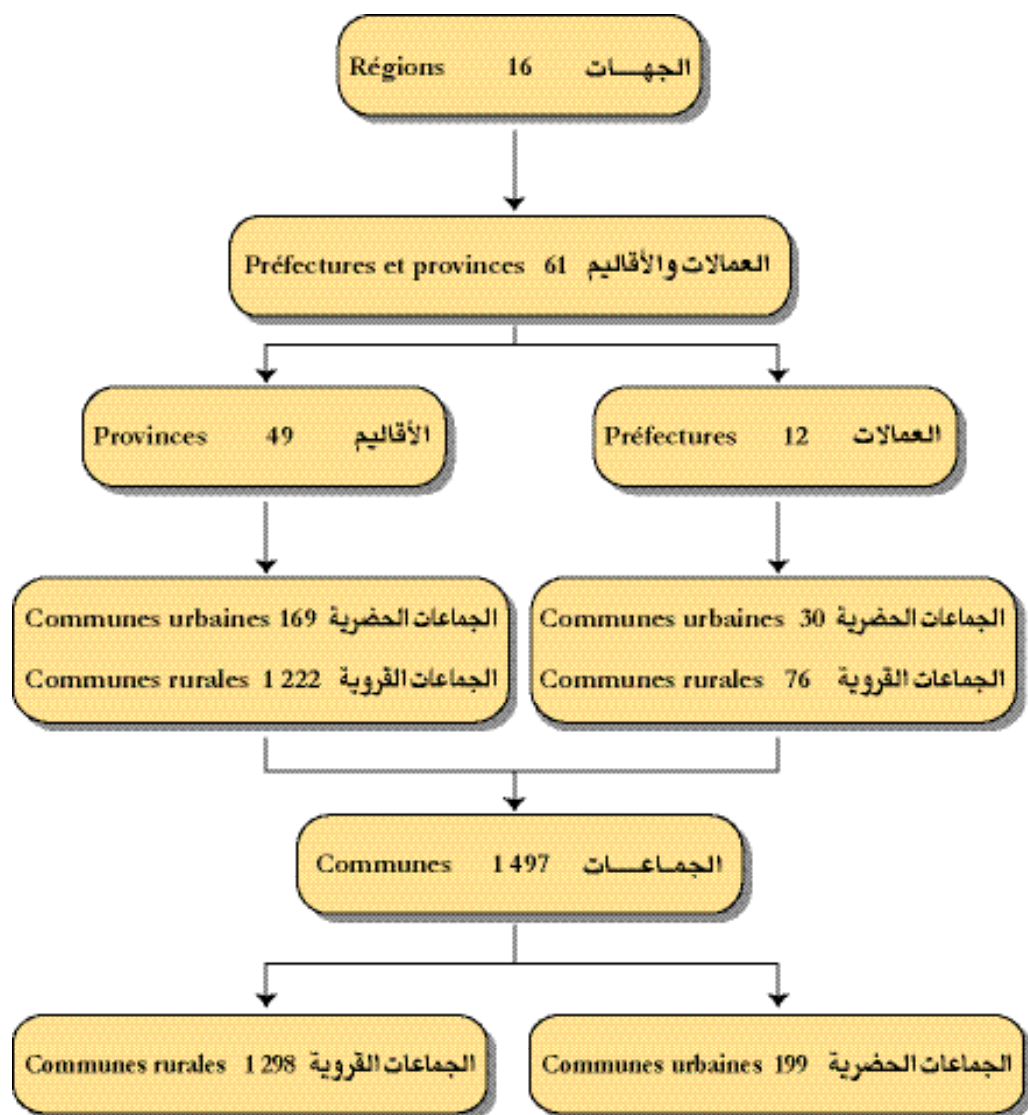 Régions 16 الجهـــات
Préfectures et provinces 61 العمالات والأقاليم
Provinces 49 الأقاليم
Préfectures 12 العمالات
Communes urbaines 169 الجماعات الحضرية
Communes rurales 1 222 الجماعات القروية
Communes urbaines 30 الجماعات الحضرية
Communes rurales 76 الجماعات القروية
Communes 1 497 الجمـاعـــات
Communes rurales 1 298 الجماعات القروية
Communes urbaines 199 الجماعات الحضرية